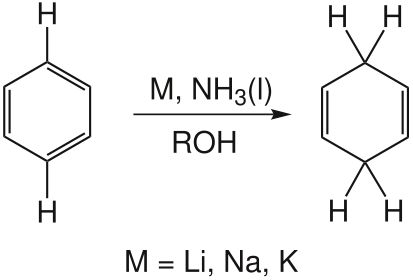 H
H H
M, NH₃(l)
ROH
H
H H
M = Li, Na, K